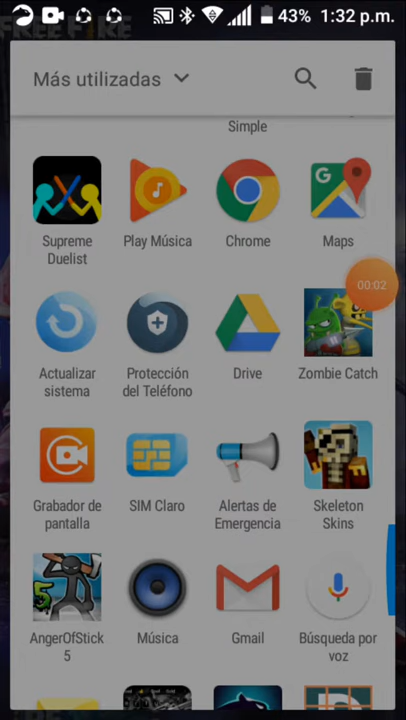 43% 1:32 p.m.
FREE FIRE
Más utilizadas
Simple
Supreme Duelist
Play Música
Chrome
Maps
00:02
Actualizar sistema
Protección del Teléfono
Drive
Zombie Catch
Grabador de pantalla
SIM Claro
Alertas de Emergencia
Skeleton Skins
AngerOfStick 5
Música
Gmail
Búsqueda por voz